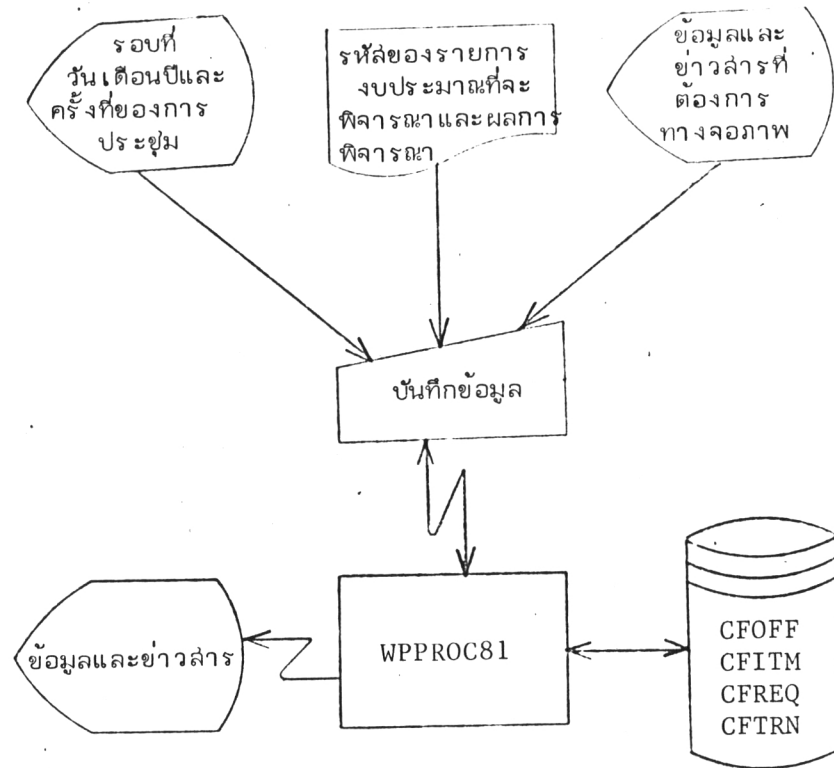 รอบที่
วันเดือนปีและ
ครั้งที่ของการ
ประชุม
รหัสของรายการ
งบประมาณที่จะ
พิจารณาและผลการ
พิจารณา
ข้อมูลและ
ข่าวสารที่
ต้องการ
ทางจอภาพ
บันทึกข้อมูล
ข้อมูลและข่าวสาร
WPPROC81
CFOFF
CFITM
CFREQ
CFTRN